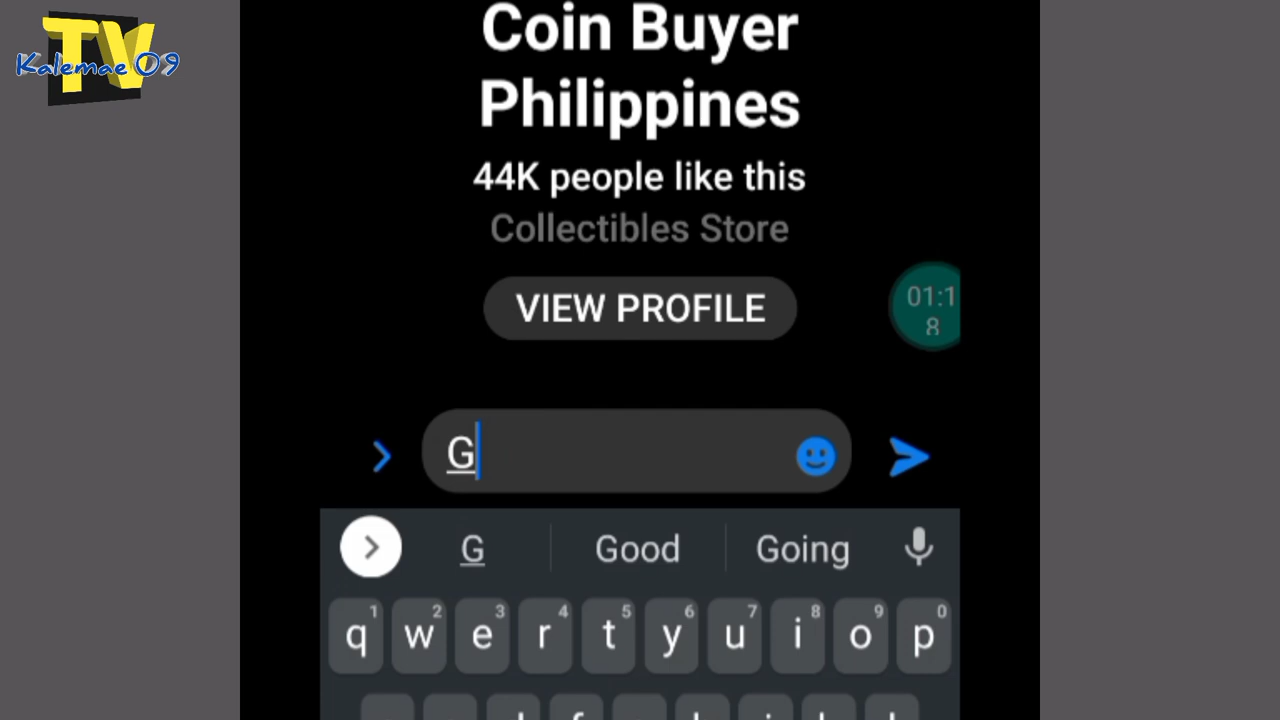 TV
Kalemae 09
Coin Buyer
Philippines
44K people like this
Collectibles Store
VIEW PROFILE
01:1
8
G
G Good Going
1 2 3 4 5 6 7 8 9 0
q w e r t y u i o p